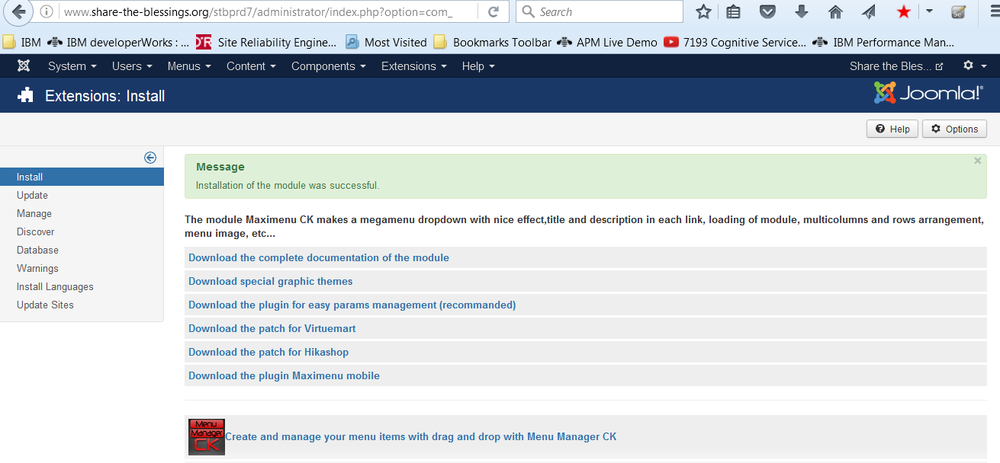 www.share-the-blessings.org/stbprd7/administrator/index.php?option=com_ Search
IBM IBM developerWorks : ... Site Reliability Engine... Most Visited Bookmarks Toolbar APM Live Demo 7193 Cognitive Service... IBM Performance Man...
System Users Menus Content Components Extensions Help Share the Bles...
Extensions: Install Joomla!®
Help Options
Install
Update
Manage
Discover
Database
Warnings
Install Languages
Update Sites
Message ×
Installation of the module was successful.
The module Maximenu CK makes a megamenu dropdown with nice effect,title and description in each link, loading of module, multicolumns and rows arrangement,
menu image, etc...
Download the complete documentation of the module
Download special graphic themes
Download the plugin for easy params management (recommanded)
Download the patch for Virtuemart
Download the patch for Hikashop
Download the plugin Maximenu mobile
Menu
Manager
CK
Create and manage your menu items with drag and drop with Menu Manager CK